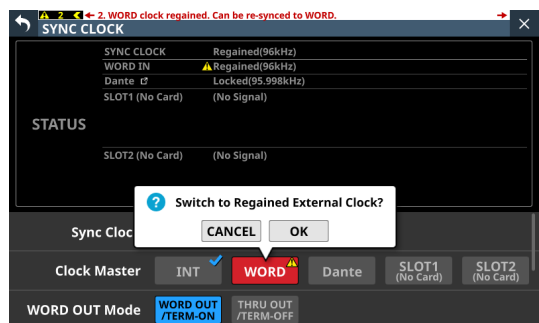 2 2. WORD clock regained. Can be re-synced to WORD.
SYNC CLOCK
SYNC CLOCK Regained(96kHz)
WORD IN Regained(96kHz)
Dante Locked(95.998kHz)
SLOT1 (No Card) (No Signal)
STATUS
SLOT2 (No Card) (No Signal)
Switch to Regained External Clock?
CANCEL OK
Sync Cloc
Clock Master INT WORD Dante SLOT1 (No Card) SLOT2 (No Card)
WORD OUT Mode WORD OUT /TERM-ON THRU OUT /TERM-OFF